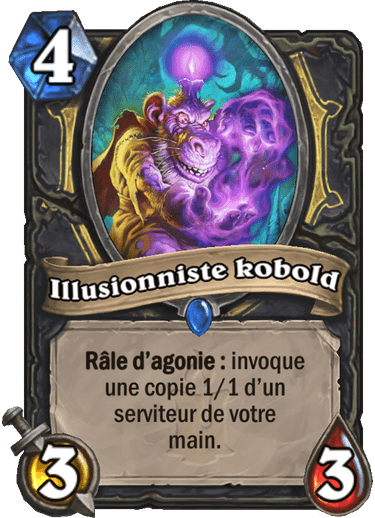 4
Illusionniste kobold
Râle d’agonie : invoque
une copie 1/1 d’un
serviteur de votre
main.
3
3